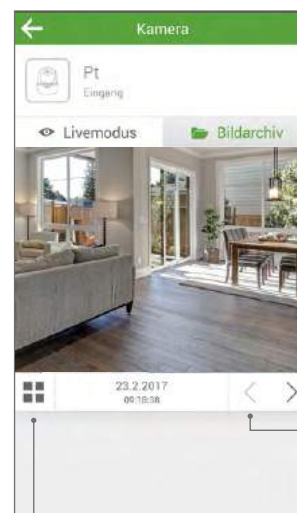 Kamera
Pt
Eingang
Livemodus
Bildarchiv
23.2.2017
09:18:38